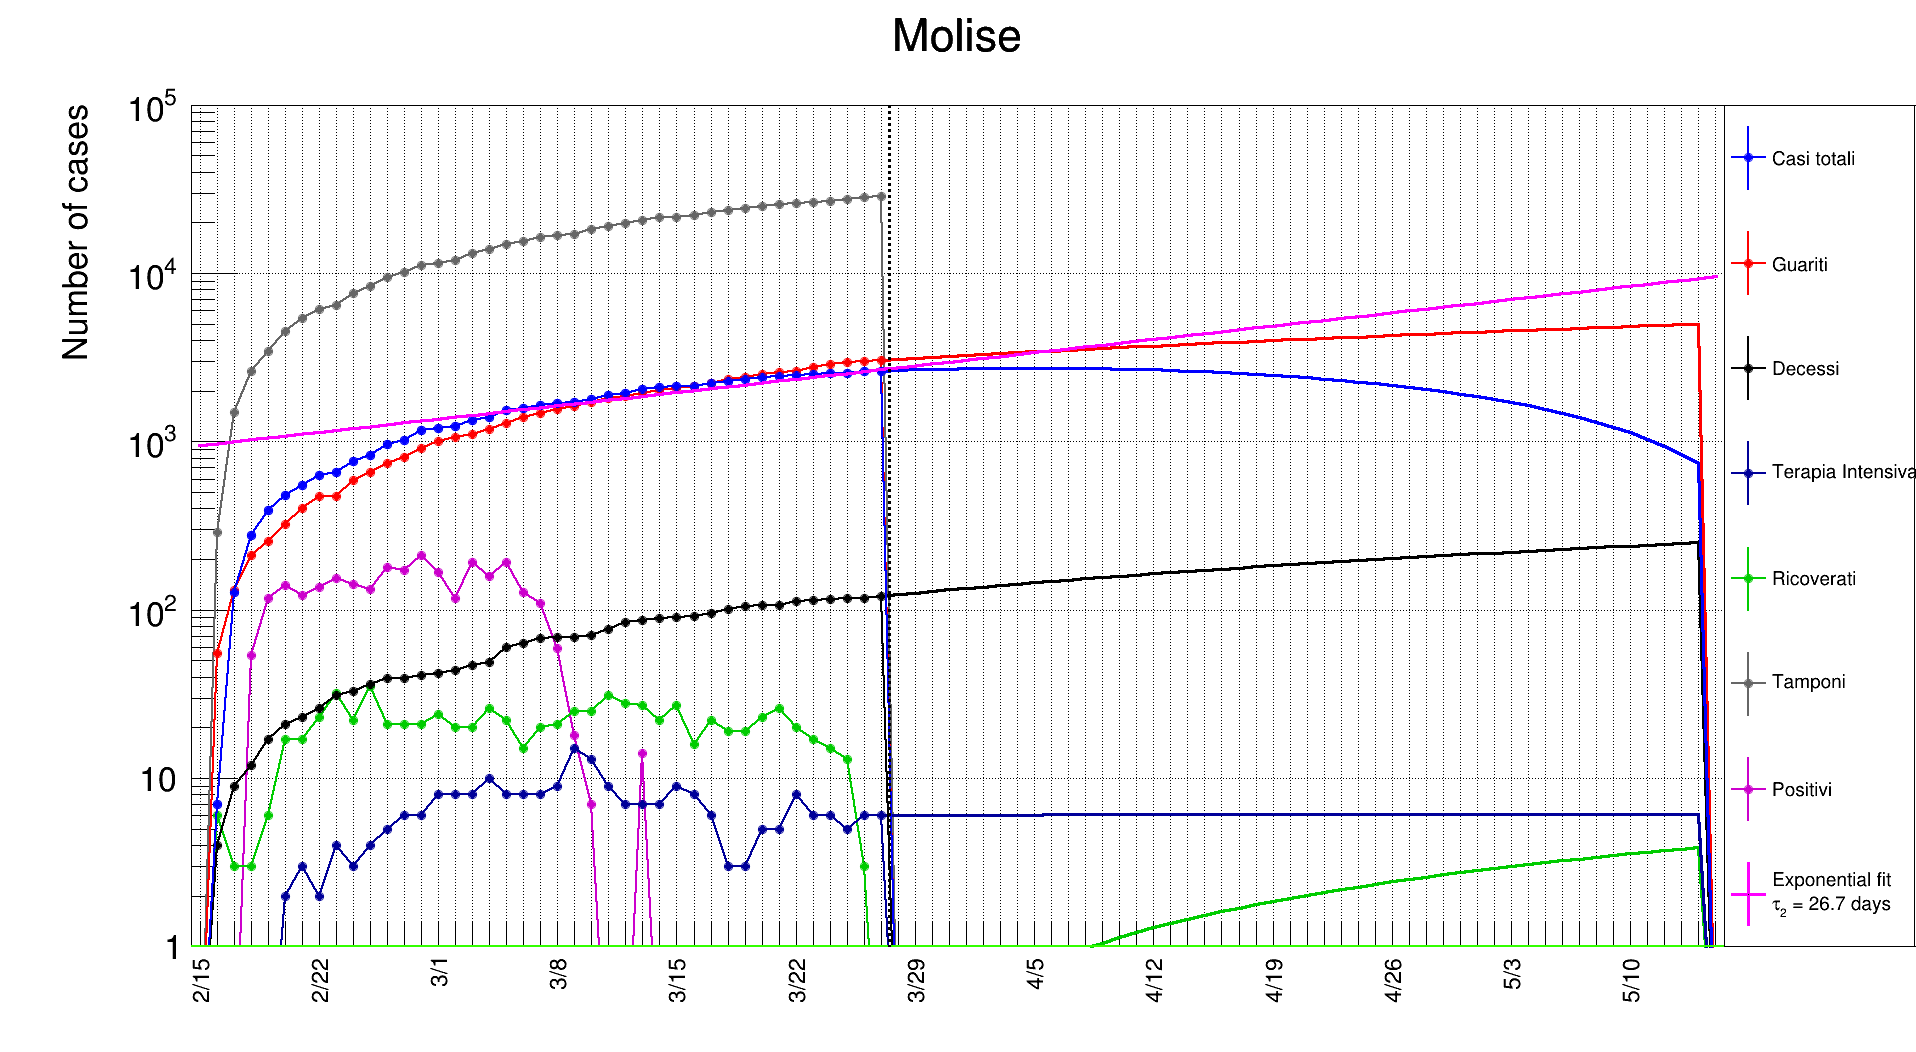 Molise
Number of cases
10^5
10^4
10^3
10^2
10
1
2/15
2/22
3/1
3/8
3/15
3/22
3/29
4/5
4/12
4/19
4/26
5/3
5/10
Casi totali
Guariti
Decessi
Terapia Intensiva
Ricoverati
Tamponi
Positivi
Exponential fit
τ_2 = 26.7 days